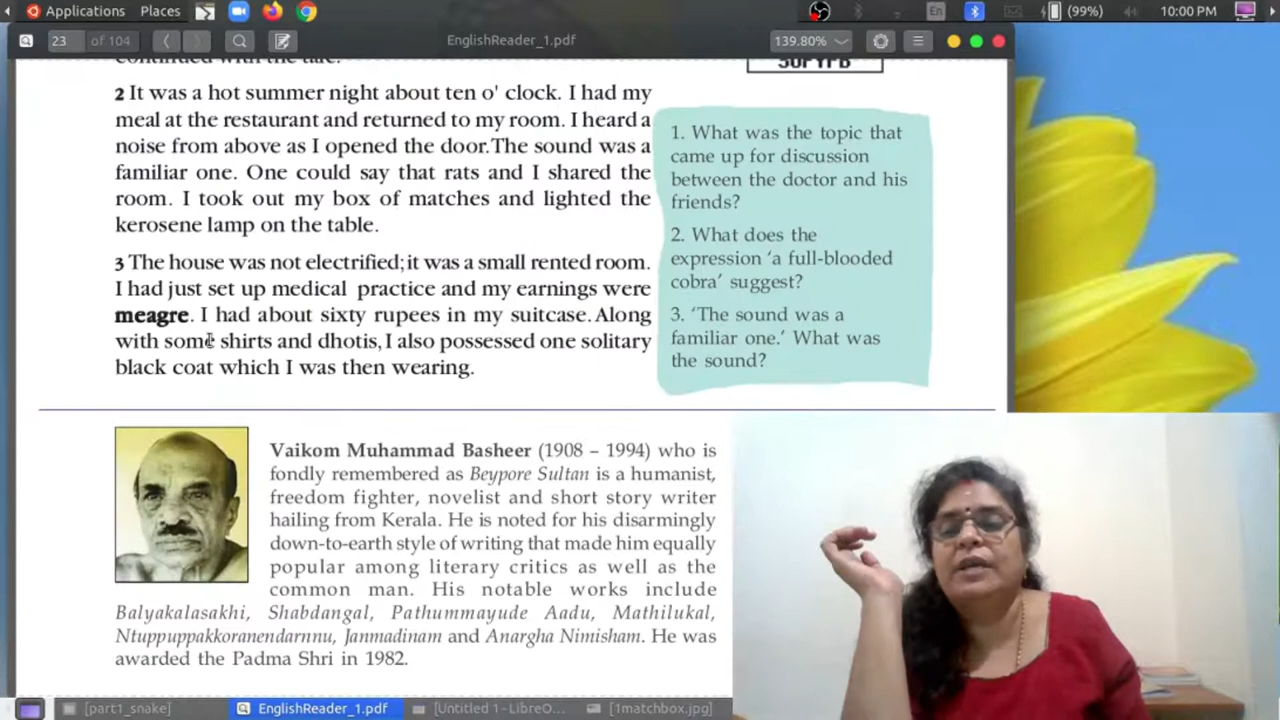 Applications Places En (99%) 10:00 PM
23 of 104 EnglishReader_1.pdf 139.80%
continued with the tale.
2 It was a hot summer night about ten o' clock. I had my
meal at the restaurant and returned to my room. I heard a
noise from above as I opened the door.The sound was a
familiar one. One could say that rats and I shared the
room. I took out my box of matches and lighted the
kerosene lamp on the table.
3 The house was not electrified; it was a small rented room.
I had just set up medical practice and my earnings were
meagre. I had about sixty rupees in my suitcase. Along
with some shirts and dhotis, I also possessed one solitary
black coat which I was then wearing.
1. What was the topic that
came up for discussion
between the doctor and his
friends?
2. What does the
expression ‘a full-blooded
cobra’ suggest?
3. ‘The sound was a
familiar one.’ What was
the sound?
Vaikom Muhammad Basheer (1908 – 1994) who is
fondly remembered as Beypore Sultan is a humanist,
freedom fighter, novelist and short story writer
hailing from Kerala. He is noted for his disarmingly
down-to-earth style of writing that made him equally
popular among literary critics as well as the
common man. His notable works include
Balyakalasakhi, Shabdangal, Pathummayude Aadu, Mathilukal,
Ntuppuppakkoranendarnnu, Janmadinam and Anargha Nimisham. He was
awarded the Padma Shri in 1982.
[part1_snake] EnglishReader_1.pdf [Untitled 1 - LibreO... [1matchbox.jpg]